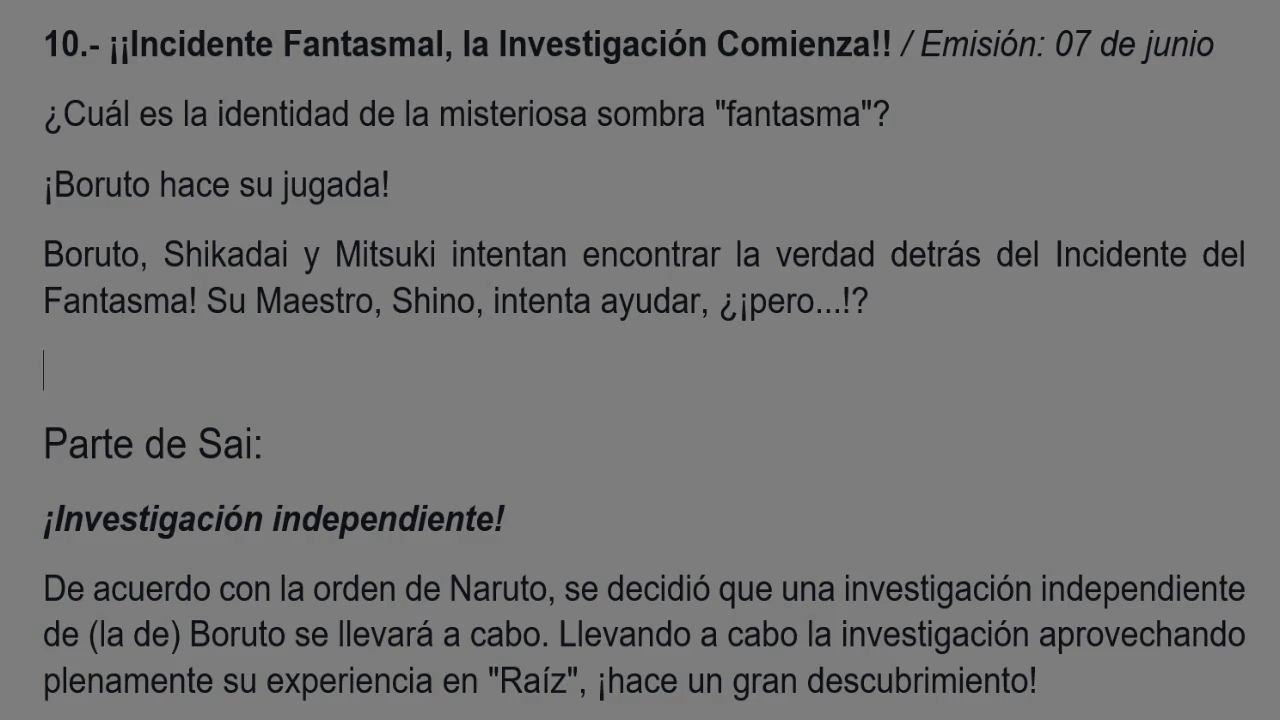 10.- ¡¡Incidente Fantasmal, la Investigación Comienza!! / Emisión: 07 de junio
¿Cuál es la identidad de la misteriosa sombra "fantasma"?
¡Boruto hace su jugada!
Boruto, Shikadai y Mitsuki intentan encontrar la verdad detrás del Incidente del
Fantasma! Su Maestro, Shino, intenta ayudar, ¿¡pero...!?
Parte de Sai:
¡Investigación independiente!
De acuerdo con la orden de Naruto, se decidió que una investigación independiente
de (la de) Boruto se llevará a cabo. Llevando a cabo la investigación aprovechando
plenamente su experiencia en "Raíz", ¡hace un gran descubrimiento!